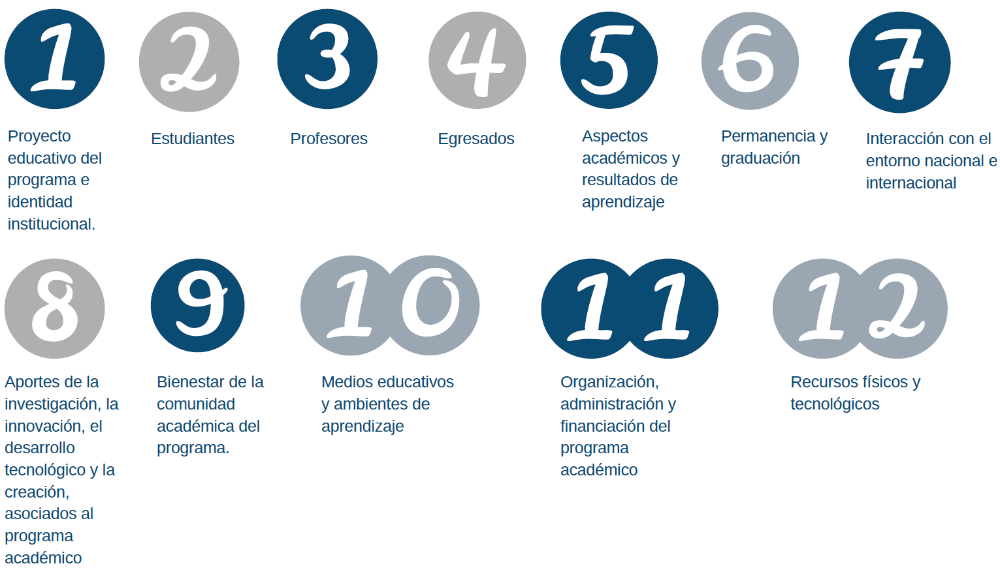 1
Proyecto
educativo del
programa e
identidad
institucional.
2
Estudiantes
3
Profesores
4
Egresados
5
Aspectos
académicos y
resultados de
aprendizaje
6
Permanencia y
graduación
7
Interacción con el
entorno nacional e
internacional
8
Aportes de la
investigación, la
innovación, el
desarrollo
tecnológico y la
creación,
asociados al
programa
académico
9
Bienestar de la
comunidad
académica del
programa.
10
Medios educativos
y ambientes de
aprendizaje
11
Organización,
administración y
financiación del
programa
académico
12
Recursos físicos y
tecnológicos